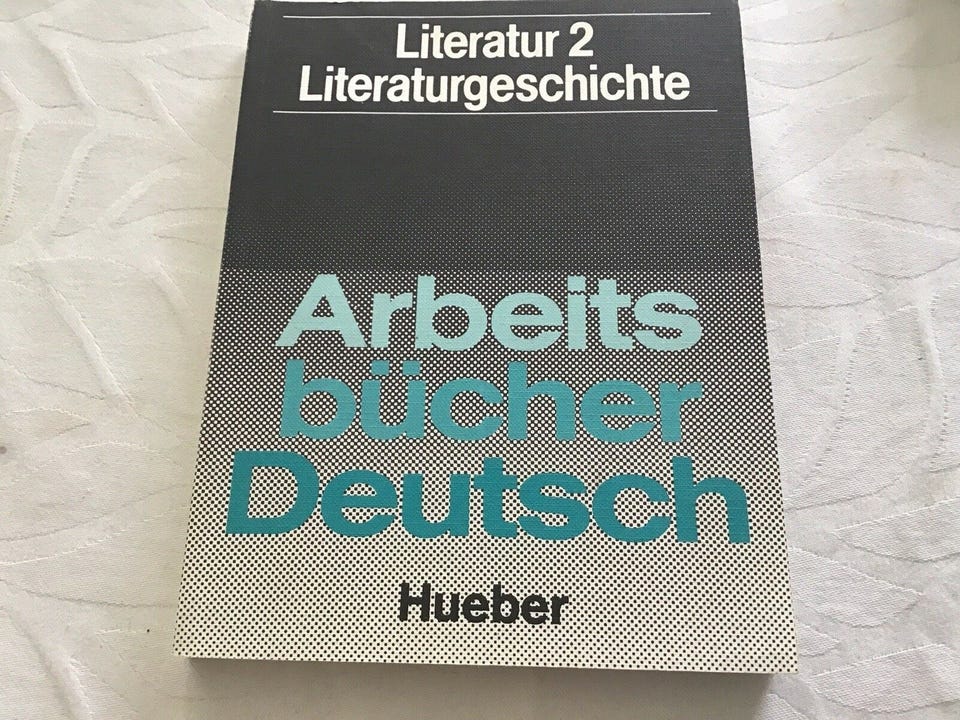 Literatur 2
Literaturgeschichte
Arbeits
bücher
Deutsch
Hueber